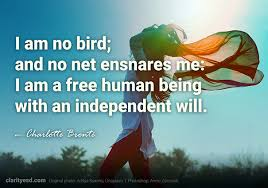 I am no bird;
and no net ensnares me:
I am a free human being
with an independent will.
– Charlotte Brontë
clarityend.com